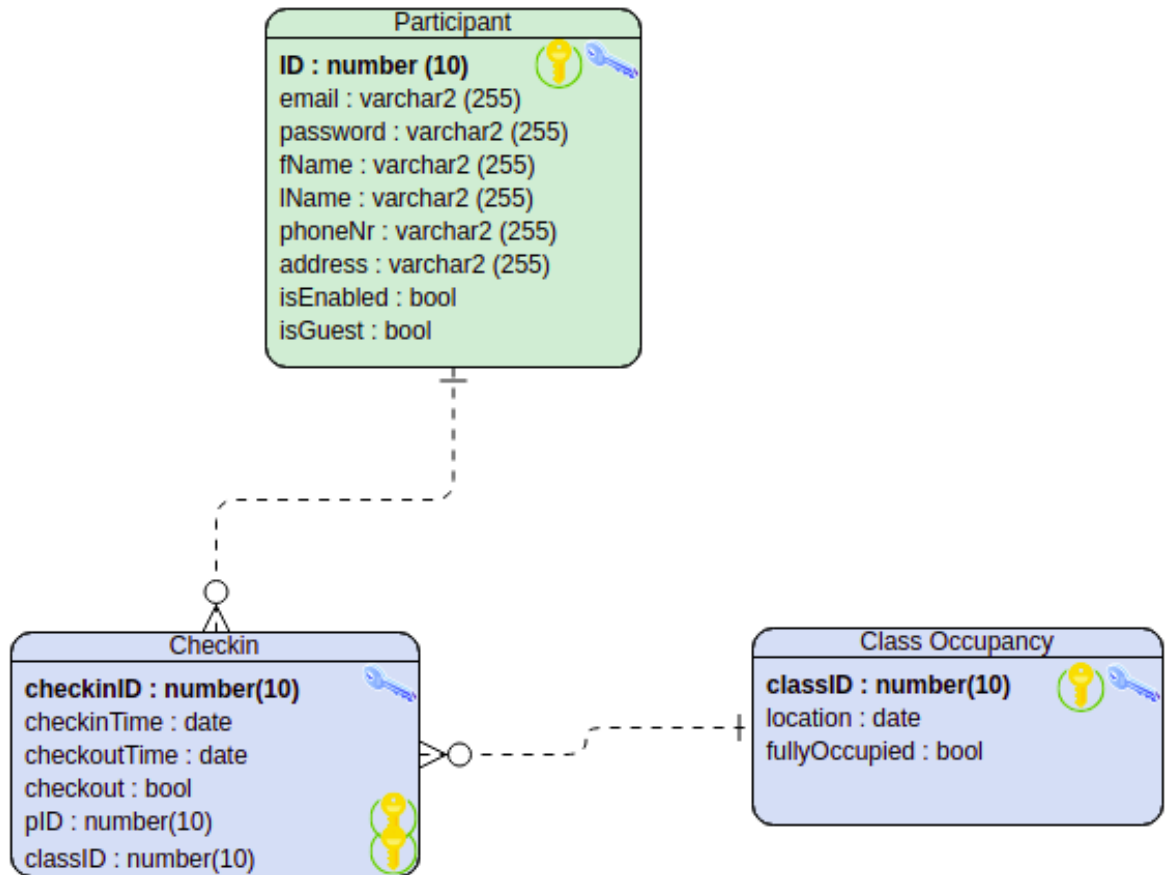 Participant
ID : number (10)
email : varchar2 (255)
password : varchar2 (255)
fName : varchar2 (255)
lName : varchar2 (255)
phoneNr : varchar2 (255)
address : varchar2 (255)
isEnabled : bool
isGuest : bool
Checkin
checkinID : number(10)
checkinTime : date
checkoutTime : date
checkout : bool
pID : number(10)
classID : number(10)
Class Occupancy
classID : number(10)
location : date
fullyOccupied : bool